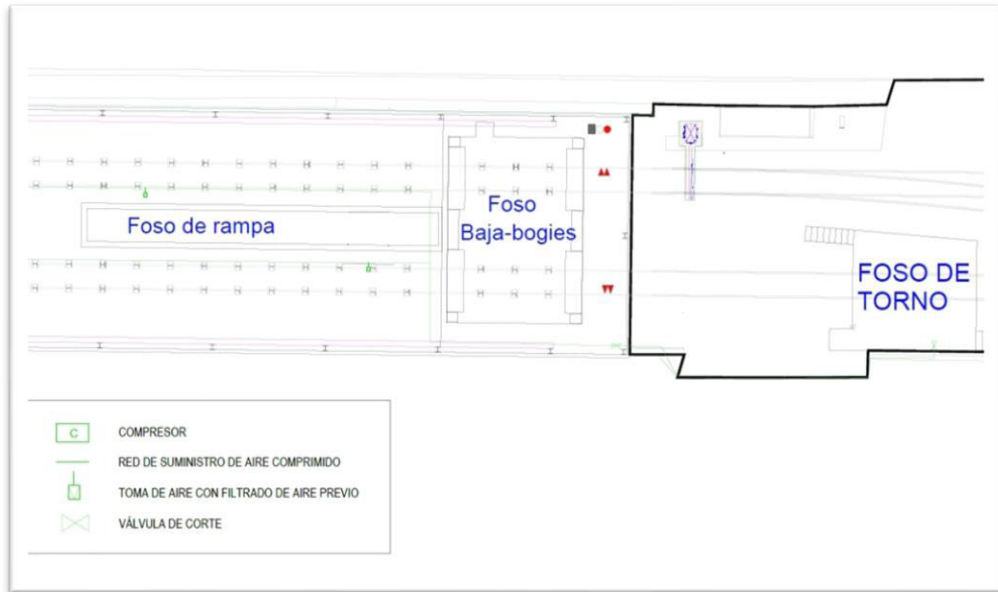 Foso de rampa
Foso
Baja-bogies
FOSO DE
TORNO
C
COMPRESOR
RED DE SUMINISTRO DE AIRE COMPRIMIDO
TOMA DE AIRE CON FILTRADO DE AIRE PREVIO
VÁLVULA DE CORTE